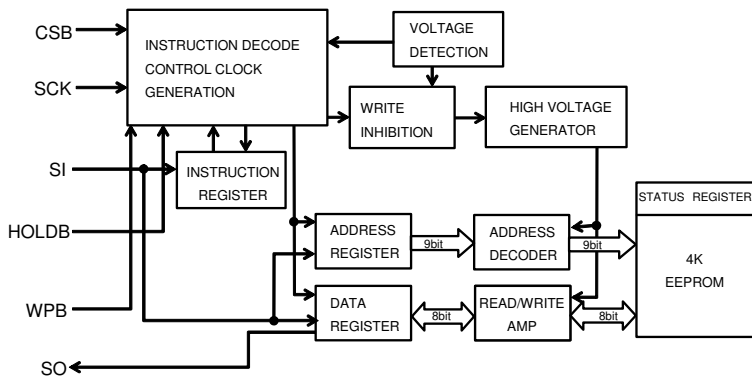 CSB
INSTRUCTION DECODE
CONTROL CLOCK
GENERATION
VOLTAGE
DETECTION
SCK
WRITE
INHIBITION
HIGH VOLTAGE
GENERATOR
SI
INSTRUCTION
REGISTER
STATUS REGISTER
HOLDB
ADDRESS
REGISTER
9bit
ADDRESS
DECODER
9bit
4K
EEPROM
WPB
DATA
REGISTER
8bit
READ/WRITE
AMP
8bit
SO